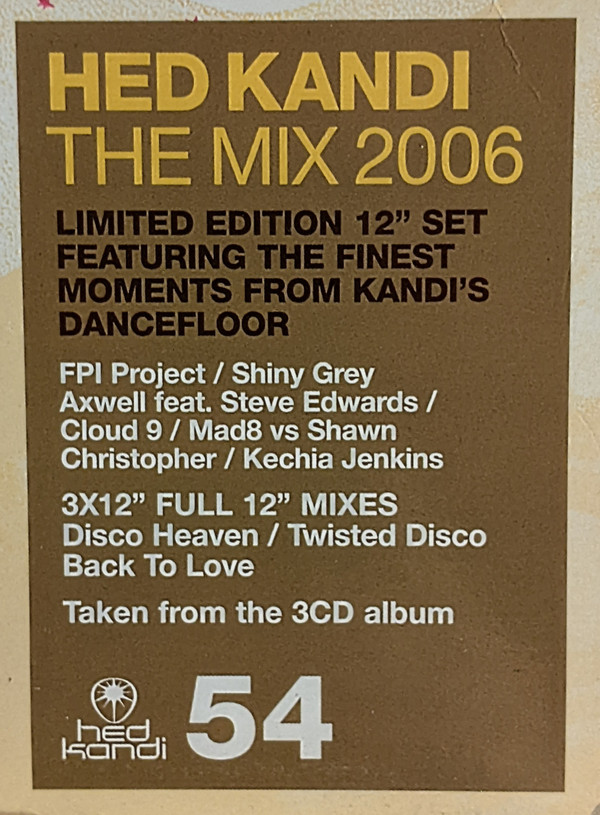 HED KANDI
THE MIX 2006
LIMITED EDITION 12” SET
FEATURING THE FINEST
MOMENTS FROM KANDI’S
DANCEFLOOR
FPI Project / Shiny Grey
Axwell feat. Steve Edwards /
Cloud 9 / Mad8 vs Shawn
Christopher / Kechia Jenkins
3X12” FULL 12” MIXES
Disco Heaven / Twisted Disco
Back To Love
Taken from the 3CD album
hed
kandi
54